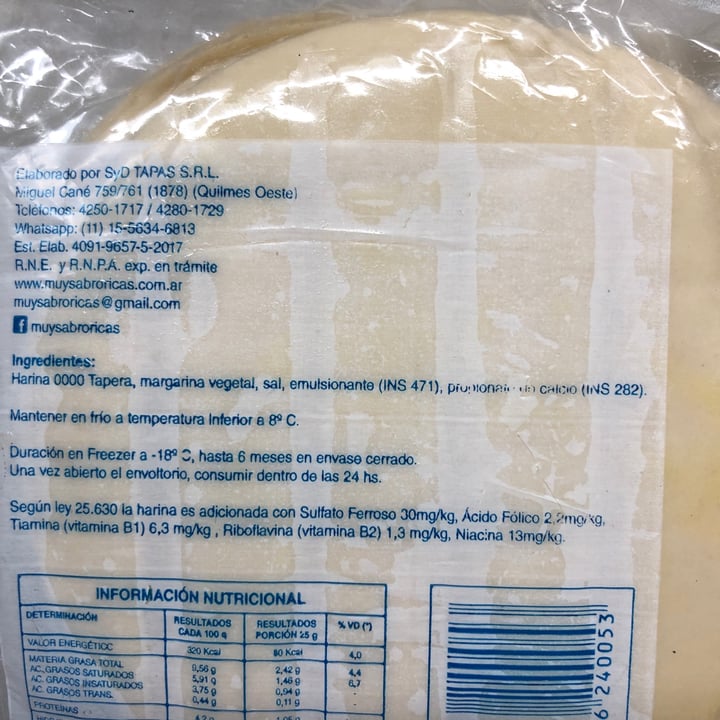 Elaborado por SyD TAPAS S.R.L.
Miguel Cané 759/761 (1878) (Quilmes Oeste)
Teléfonos: 4250-1717 / 4280-1729
Whatsapp: (11) 15-5634-6813
Est. Elab. 4091-9657-5-2017
R.N.E. y R.N.P.A. exp. en trámite
www.muysabroricas.com.ar
muysabroricas@gmail.com
f muysabroricas
Ingredientes:
Harina 0000 Tapera, margarina vegetal, sal, emulsionante (INS 471), calcio (INS 282).
Mantener en frío a temperatura Inferior a 8º C.
Duración en Freezer a -18º C, hasta 6 meses en envase cerrado.
Una vez abierto el envoltorio, consumir dentro de las 24 hs.
Según ley 25.630 la harina es adicionada con Sulfato Ferroso 30mg/kg, Ácido Fólico 2,2mg/kg,
Tiamina (vitamina B1) 6,3 mg/kg , Riboflavina (vitamina B2) 1,3 mg/kg, Niacina 13mg/kg.
INFORMACIÓN NUTRICIONAL
DETERMINACIÓN RESULTADOS CADA 100 g RESULTADOS PORCIÓN 25 g % VD (*)
VALOR ENERGÉTICO 320 Kcal 80 Kcal 4,0
MATERIA GRASA TOTAL 9,56 g 2,42 g 4,4
AC. GRASOS SATURADOS 5,91 g 1,46 g 6,7
AC. GRASOS INSATURADOS 3,75 g 0,94 g -
AC. GRASOS TRANS. 0,44 g 0,11 g -
PROTEINAS
6 240053